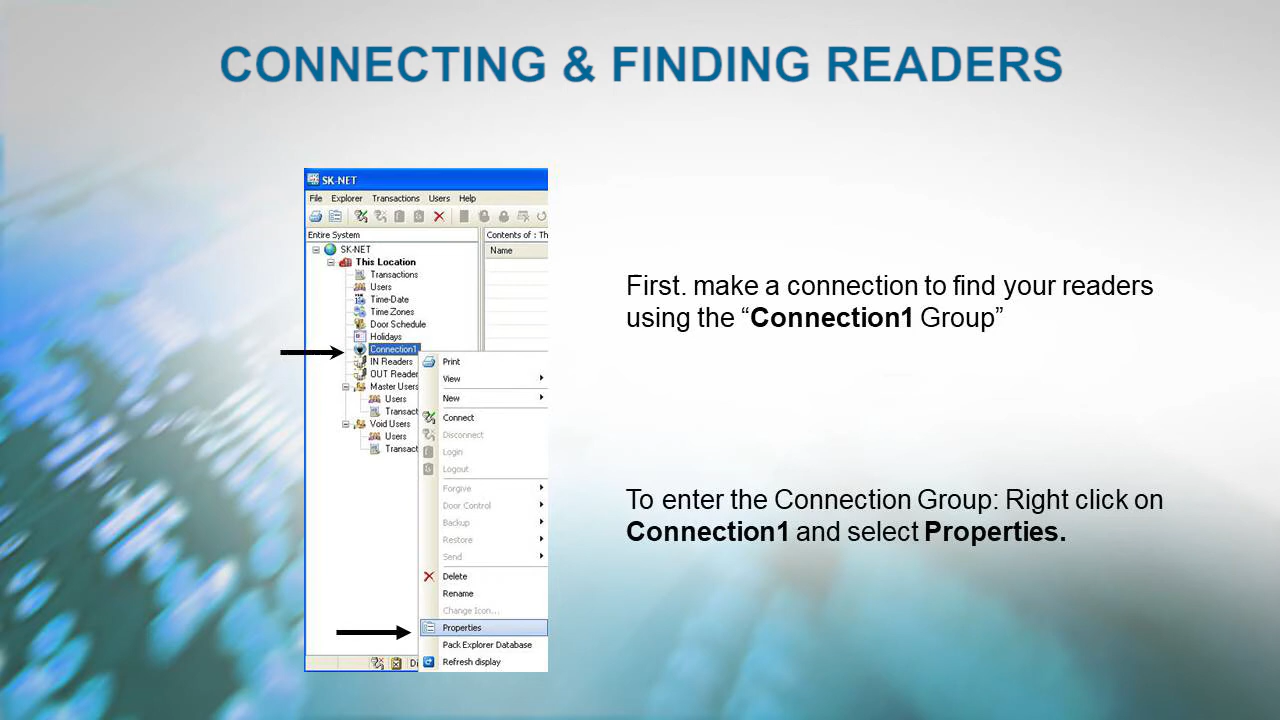 CONNECTING & FINDING READERS
SK-NET
File Explorer Transactions Users Help
Entire System
Contents of : Th
SK-NET
Name
This Location
Transactions
Users
Time-Date
Time Zones
Door Schedule
Holidays
Connection1
IN Readers
OUT Reader
Master Users
Users
Transact
Void Users
Users
Transact
Print
View
New
Connect
Disconnect
Login
Logout
Forgive
Door Control
Backup
Restore
Send
Delete
Rename
Change Icon...
Properties
Pack Explorer Database
Refresh display
Di
First. make a connection to find your readers
using the “Connection1 Group”
To enter the Connection Group: Right click on
Connection1 and select Properties.